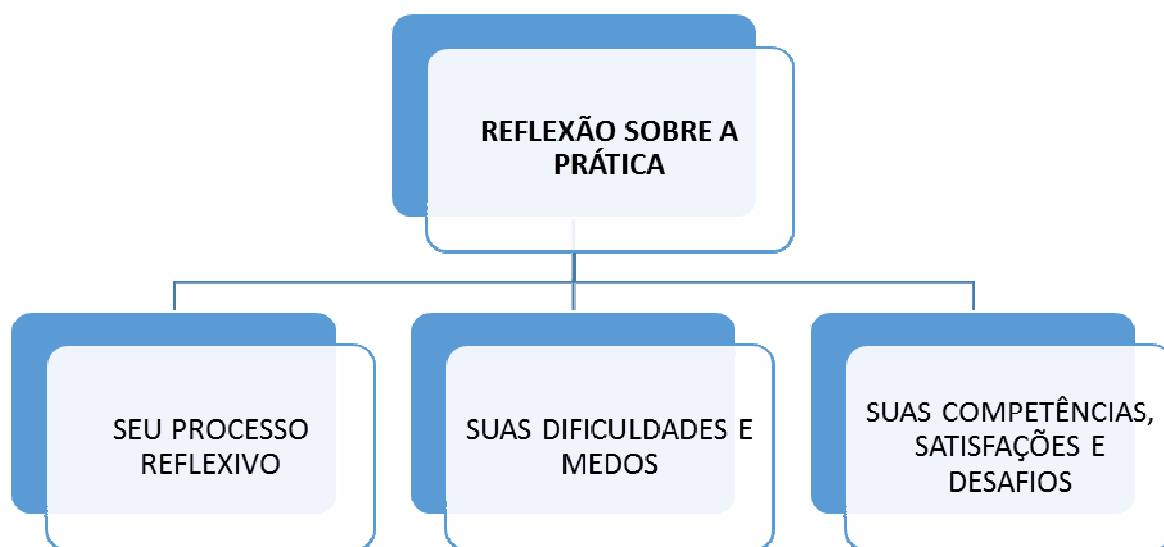 REFLEXÃO SOBRE A
PRÁTICA
SEU PROCESSO
REFLEXIVO
SUAS DIFICULDADES E
MEDOS
SUAS COMPETÊNCIAS,
SATISFAÇÕES E
DESAFIOS